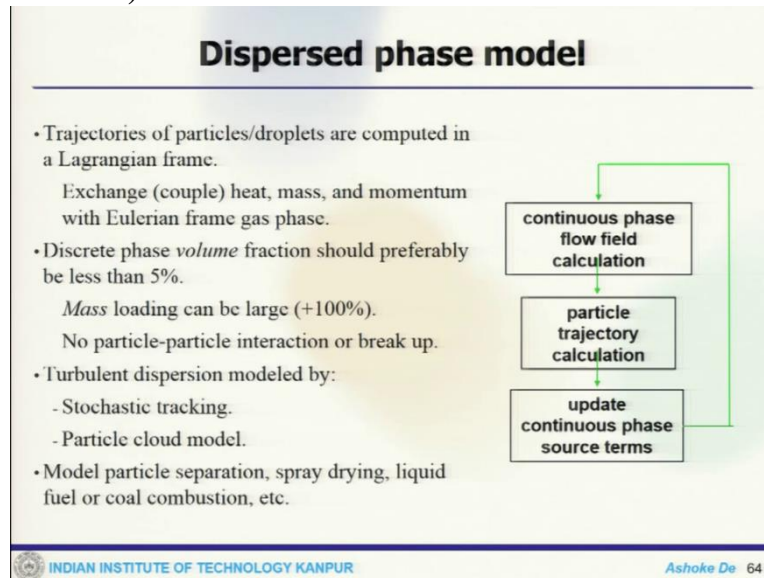 Dispersed phase model
• Trajectories of particles/droplets are computed in
a Lagrangian frame.
Exchange (couple) heat, mass, and momentum
with Eulerian frame gas phase.
• Discrete phase volume fraction should preferably
be less than 5%.
Mass loading can be large (+100%).
No particle-particle interaction or break up.
• Turbulent dispersion modeled by:
- Stochastic tracking.
- Particle cloud model.
• Model particle separation, spray drying, liquid
fuel or coal combustion, etc.
continuous phase
flow field
calculation
particle
trajectory
calculation
update
continuous phase
source terms
INDIAN INSTITUTE OF TECHNOLOGY KANPUR
Ashoke De 64